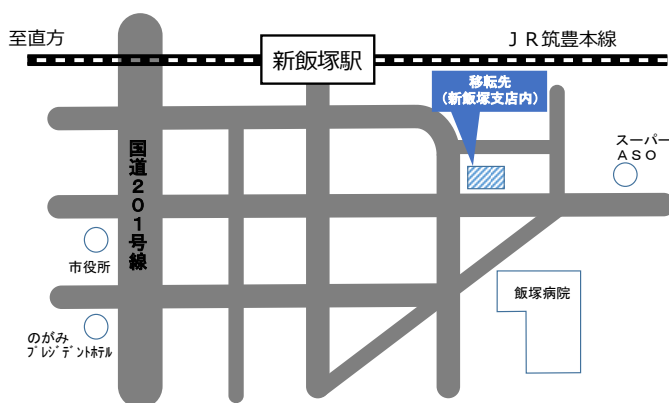 至直方
ＪＲ筑豊本線
新飯塚駅
移転先
（新飯塚支店内）
国道２０１号線
スーパー
ＡＳＯ
市役所
飯塚病院
のがみ
ﾌﾟﾚｼﾞﾃﾞﾝﾄﾎﾃﾙ